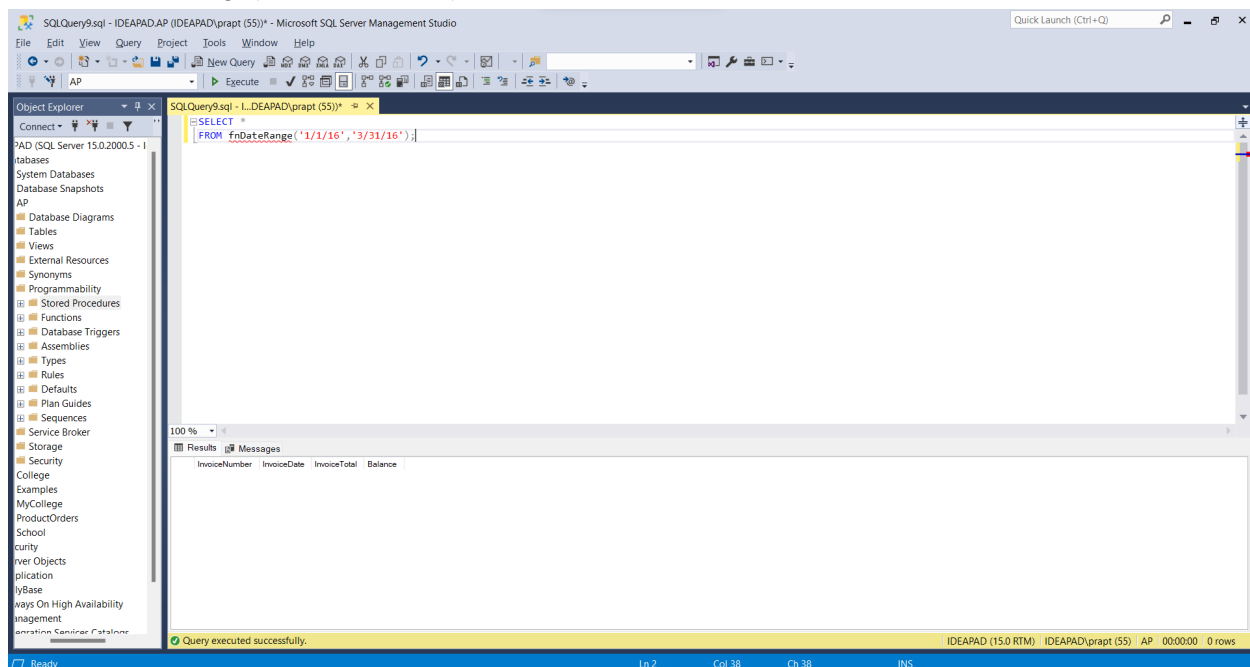 SQLQuery9.sql - IDEAPAD.AP (IDEAPAD\prapt (55))* - Microsoft SQL Server Management Studio
Quick Launch (Ctrl+Q)
File Edit View Query Project Tools Window Help
New Query
AP
Execute
Object Explorer
SQLQuery9.sql - I...DEAPAD\prapt (55))*
Connect
SELECT *
FROM fnDateRange('1/1/16','3/31/16');
PAD (SQL Server 15.0.2000.5 - I
tabases
System Databases
Database Snapshots
AP
Database Diagrams
Tables
Views
External Resources
Synonyms
Programmability
Stored Procedures
Functions
Database Triggers
Assemblies
Types
Rules
Defaults
Plan Guides
Sequences
Service Broker
Storage
Security
College
Examples
MyCollege
ProductOrders
School
curity
rver Objects
plication
lyBase
ways On High Availability
anagement
egration Services Catalogs
100 %
Results Messages
InvoiceNumber InvoiceDate InvoiceTotal Balance
Query executed successfully.
IDEAPAD (15.0 RTM) IDEAPAD\prapt (55) AP 00:00:00 0 rows
Ready Ln 2 Col 38 Ch 38 INS